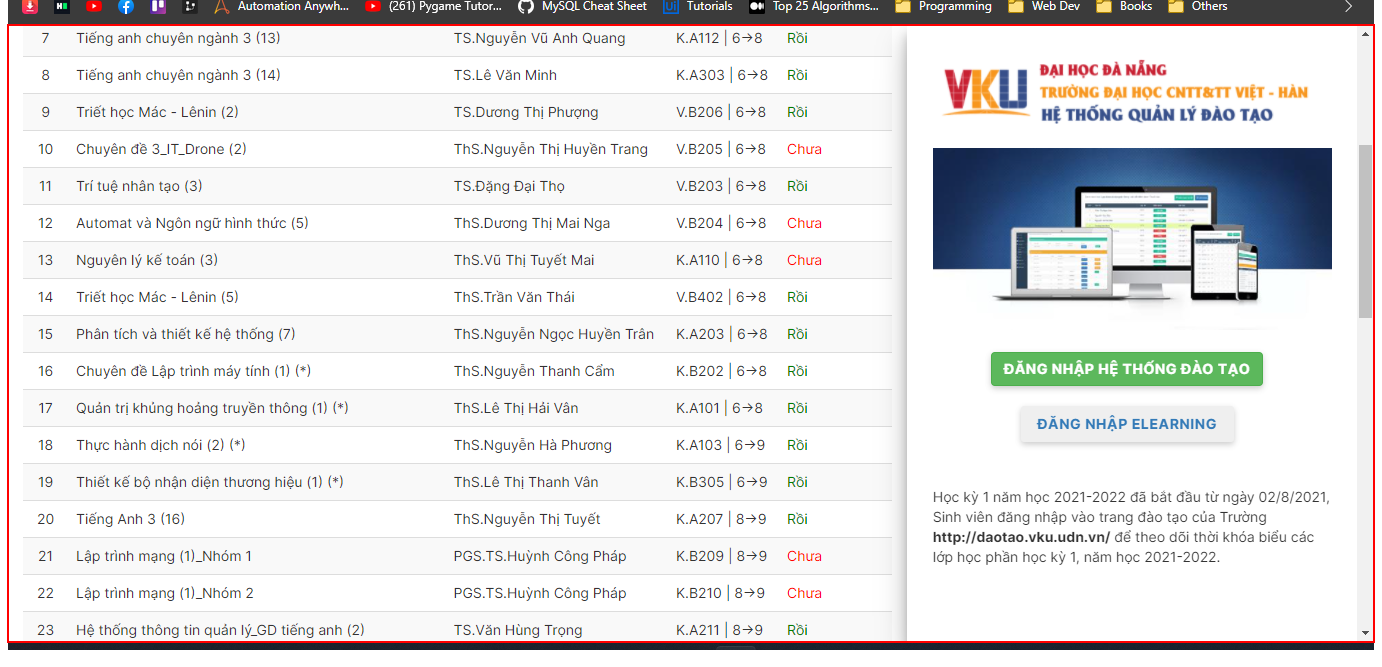 Automation Anywh...
(261) Pygame Tutor...
MySQL Cheat Sheet
Tutorials
Top 25 Algorithms...
Programming
Web Dev
Books
Others
7 Tiếng anh chuyên ngành 3 (13) TS.Nguyễn Vũ Anh Quang K.A112 | 6→8 Rồi
8 Tiếng anh chuyên ngành 3 (14) TS.Lê Văn Minh K.A303 | 6→8 Rồi
9 Triết học Mác - Lênin (2) TS.Dương Thị Phượng V.B206 | 6→8 Rồi
10 Chuyên đề 3_IT_Drone (2) ThS.Nguyễn Thị Huyền Trang V.B205 | 6→8 Chưa
11 Trí tuệ nhân tạo (3) TS.Đặng Đại Thọ V.B203 | 6→8 Rồi
12 Automat và Ngôn ngữ hình thức (5) ThS.Dương Thị Mai Nga V.B204 | 6→8 Chưa
13 Nguyên lý kế toán (3) ThS.Vũ Thị Tuyết Mai K.A110 | 6→8 Chưa
14 Triết học Mác - Lênin (5) ThS.Trần Văn Thái V.B402 | 6→8 Rồi
15 Phân tích và thiết kế hệ thống (7) ThS.Nguyễn Ngọc Huyền Trân K.A203 | 6→8 Rồi
16 Chuyên đề Lập trình máy tính (1) (*) ThS.Nguyễn Thanh Cẩm K.B202 | 6→8 Rồi
17 Quản trị khủng hoảng truyền thông (1) (*) ThS.Lê Thị Hải Vân K.A101 | 6→8 Rồi
18 Thực hành dịch nói (2) (*) ThS.Nguyễn Hà Phương K.A103 | 6→9 Rồi
19 Thiết kế bộ nhận diện thương hiệu (1) (*) ThS.Lê Thị Thanh Vân K.B305 | 6→9 Rồi
20 Tiếng Anh 3 (16) ThS.Nguyễn Thị Tuyết K.A207 | 8→9 Rồi
21 Lập trình mạng (1)_Nhóm 1 PGS.TS.Huỳnh Công Pháp K.B209 | 8→9 Chưa
22 Lập trình mạng (1)_Nhóm 2 PGS.TS.Huỳnh Công Pháp K.B210 | 8→9 Chưa
23 Hệ thống thông tin quản lý_GD tiếng anh (2) TS.Văn Hùng Trọng K.A211 | 8→9 Rồi
VKU
ĐẠI HỌC ĐÀ NẴNG
TRƯỜNG ĐẠI HỌC CNTT&TT VIỆT - HÀN
HỆ THỐNG QUẢN LÝ ĐÀO TẠO
ĐĂNG NHẬP HỆ THỐNG ĐÀO TẠO
ĐĂNG NHẬP ELEARNING
Học kỳ 1 năm học 2021-2022 đã bắt đầu từ ngày 02/8/2021,
Sinh viên đăng nhập vào trang đào tạo của Trường
http://daotao.vku.udn.vn/ để theo dõi thời khóa biểu các
lớp học phần học kỳ 1, năm học 2021-2022.